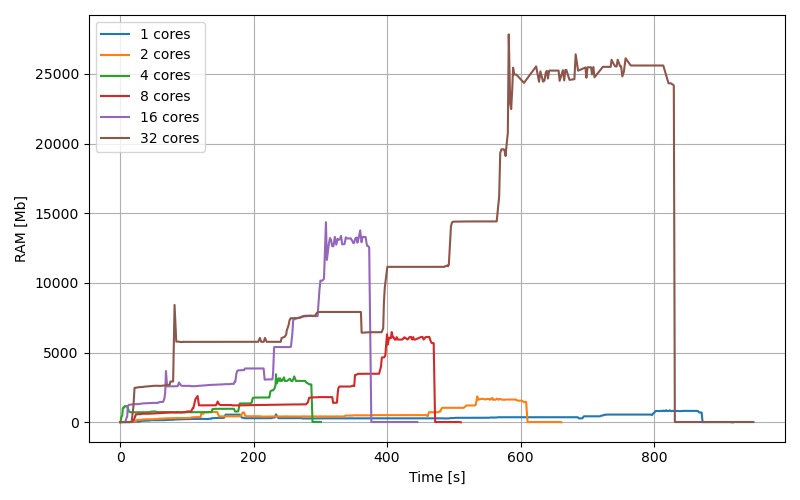 1 cores
2 cores
4 cores
8 cores
16 cores
32 cores
RAM [Mb]
25000
20000
15000
10000
5000
0
0 200 400 600 800
Time [s]